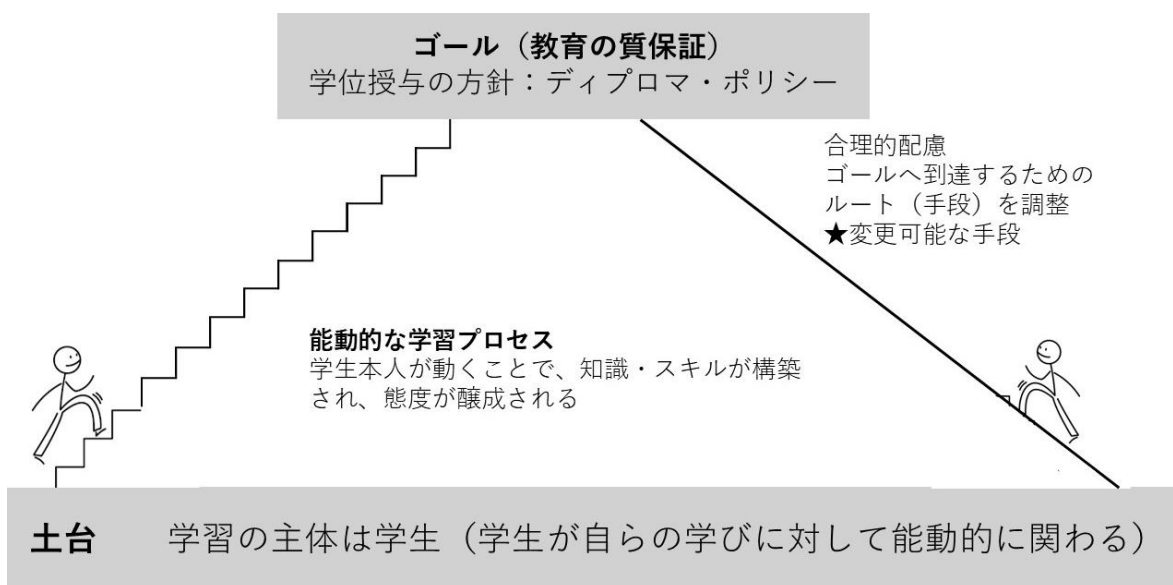 ゴール（教育の質保証）
学位授与の方針：ディプロマ・ポリシー
合理的配慮
ゴールへ到達するための
ルート（手段）を調整
★変更可能な手段
能動的な学習プロセス
学生本人が動くことで、知識・スキルが構築
され、態度が醸成される
土台　学習の主体は学生（学生が自らの学びに対して能動的に関わる）